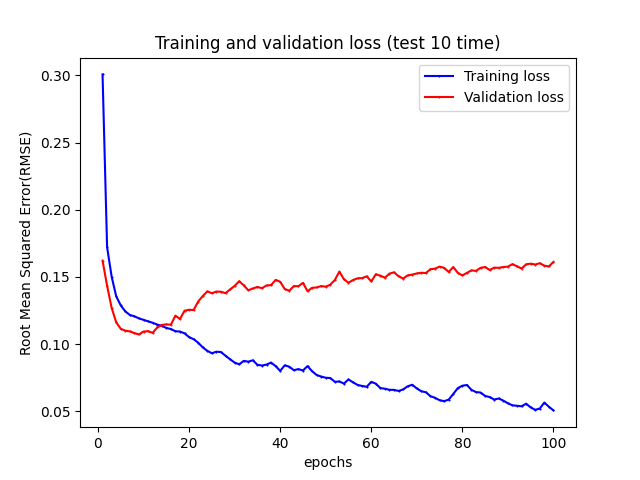 Training and validation loss (test 10 time)
Training loss
Validation loss
Root Mean Squared Error(RMSE)
0.30
0.25
0.20
0.15
0.10
0.05
0 20 40 60 80 100
epochs